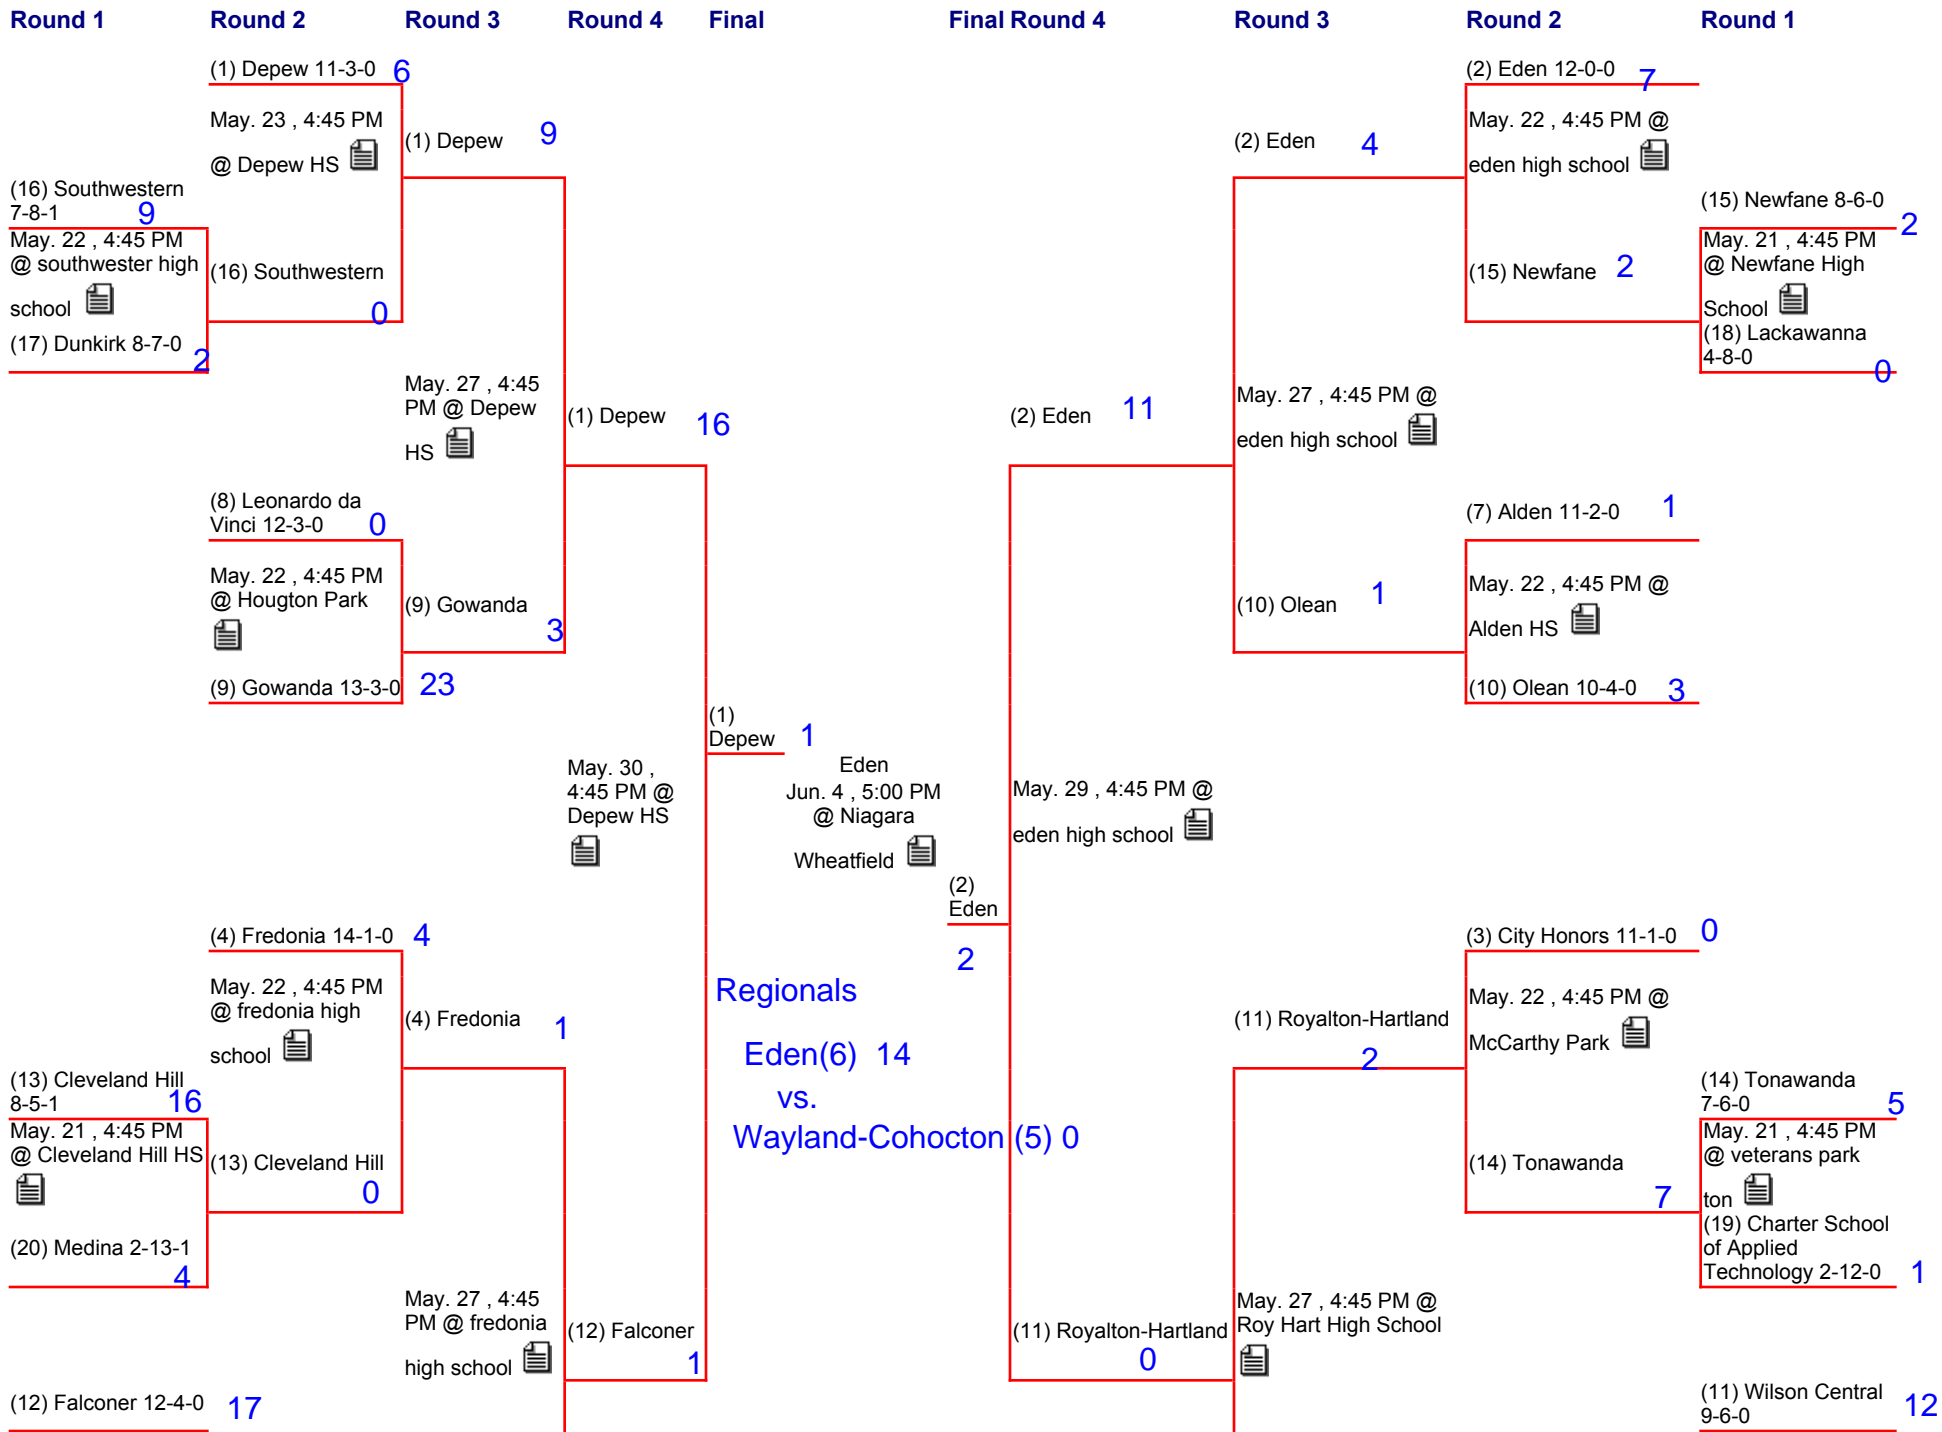 Round 1
Round 2
Round 3
Round 4
Final
Final
Round 4
Round 3
Round 2
Round 1
(1) Depew 11-3-0
6
May. 23 , 4:45 PM
@ Depew HS
(16) Southwestern
7-8-1
9
May. 22 , 4:45 PM
@ southwester high
school
(17) Dunkirk 8-7-0
2
(16) Southwestern
0
(1) Depew
9
May. 27 , 4:45
PM @ Depew
HS
(8) Leonardo da
Vinci 12-3-0
0
May. 22 , 4:45 PM
@ Hougton Park
(9) Gowanda 13-3-0
23
(9) Gowanda
3
(1) Depew
16
May. 30 ,
4:45 PM @
Depew HS
(1)
Depew
1
Eden
Jun. 4 , 5:00 PM
@ Niagara
Wheatfield
(2)
Eden
2
Regionals
Eden(6) 14
vs.
Wayland-Cohocton (5) 0
(4) Fredonia 14-1-0
4
May. 22 , 4:45 PM
@ fredonia high
school
(4) Fredonia
1
(13) Cleveland Hill
8-5-1
16
May. 21 , 4:45 PM
@ Cleveland Hill HS
(13) Cleveland Hill
0
(20) Medina 2-13-1
4
May. 27 , 4:45
PM @ fredonia
high school
(12) Falconer
1
(12) Falconer 12-4-0
17
(2) Eden 12-0-0
7
May. 22 , 4:45 PM @
eden high school
(2) Eden
4
(15) Newfane 8-6-0
2
May. 21 , 4:45 PM
@ Newfane High
School
(18) Lackawanna
4-8-0
0
(15) Newfane
2
May. 27 , 4:45 PM @
eden high school
(2) Eden
11
(7) Alden 11-2-0
1
May. 22 , 4:45 PM @
Alden HS
(10) Olean 10-4-0
3
(10) Olean
1
May. 29 , 4:45 PM @
eden high school
(3) City Honors 11-1-0
0
May. 22 , 4:45 PM @
McCarthy Park
(11) Royalton-Hartland
2
(14) Tonawanda
7-6-0
5
May. 21 , 4:45 PM
@ veterans park
ton
(19) Charter School
of Applied
Technology 2-12-0
1
(14) Tonawanda
7
May. 27 , 4:45 PM @
Roy Hart High School
(11) Royalton-Hartland
0
(11) Wilson Central
9-6-0
12